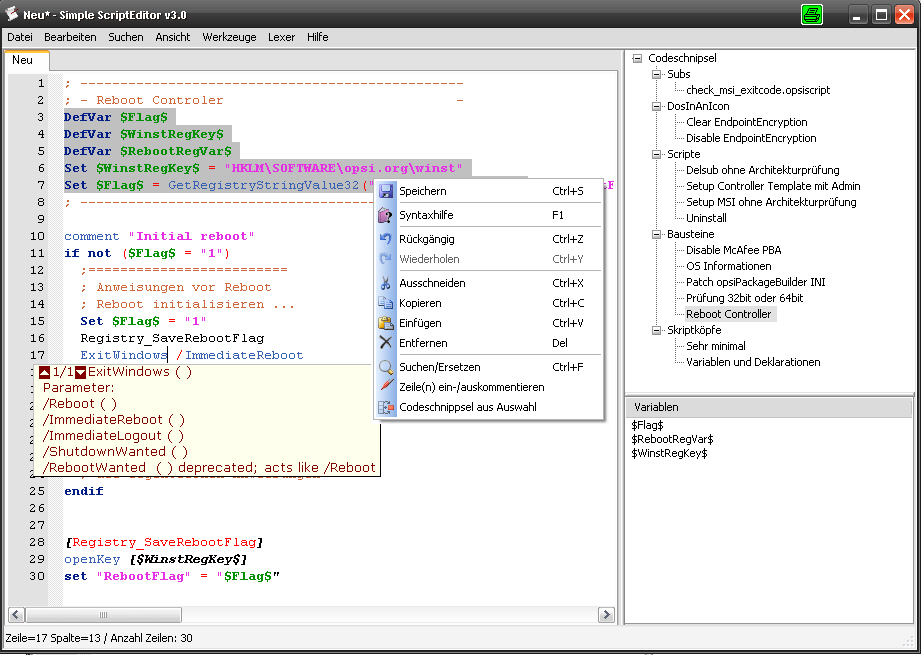 Neu* - Simple ScriptEditor v3.0
Datei Bearbeiten Suchen Ansicht Werkzeuge Lexer Hilfe
Neu
1 ; ------------------------------------------------
2 ; - Reboot Controler -
3 DefVar $Flag$
4 DefVar $WinstRegKey$
5 DefVar $RebootRegVar$
6 Set $WinstRegKey$ = "HKLM\SOFTWARE\opsi.org\winst"
7 Set $Flag$ = GetRegistryStringValue32("
8 ; ---------------------------------------
9
10 comment "Initial reboot"
11 if not ($Flag$ = "1")
12 ;=========================
13 ; Anweisungen vor Reboot
14 ; Reboot initialisieren ...
15 Set $Flag$ = "1"
16 Registry_SaveRebootFlag
17 ExitWindows /ImmediateReboot
1/1 ExitWindows ( )
Parameter:
/Reboot ( )
/ImmediateReboot ( )
/ImmediateLogout ( )
/ShutdownWanted ( )
/RebootWanted ( ) deprecated; acts like /Reboot
25 endif
26
27
28 [Registry_SaveRebootFlag]
29 openKey [$WinstRegKey$]
30 set "RebootFlag" = "$Flag$"
Speichern Ctrl+S
Syntaxhilfe F1
Rückgängig Ctrl+Z
Wiederholen Ctrl+Y
Ausschneiden Ctrl+X
Kopieren Ctrl+C
Einfügen Ctrl+V
Entfernen Del
Suchen/Ersetzen Ctrl+F
Zeile(n) ein-/auskommentieren
Codeschnippsel aus Auswahl
Codeschnipsel
Subs
check_msi_exitcode.opsiscript
DosInAnIcon
Clear EndpointEncryption
Disable EndpointEncryption
Scripte
Delsub ohne Architekturprüfung
Setup Controller Template mit Admin
Setup MSI ohne Architekturprüfung
Uninstall
Bausteine
Disable McAfee PBA
OS Informationen
Patch opsiPackageBuilder INI
Prüfung 32bit oder 64bit
Reboot Controller
Skriptköpfe
Sehr minimal
Variablen und Deklarationen
Variablen
$Flag$
$RebootRegVar$
$WinstRegKey$
Zeile=17 Spalte=13 / Anzahl Zeilen: 30